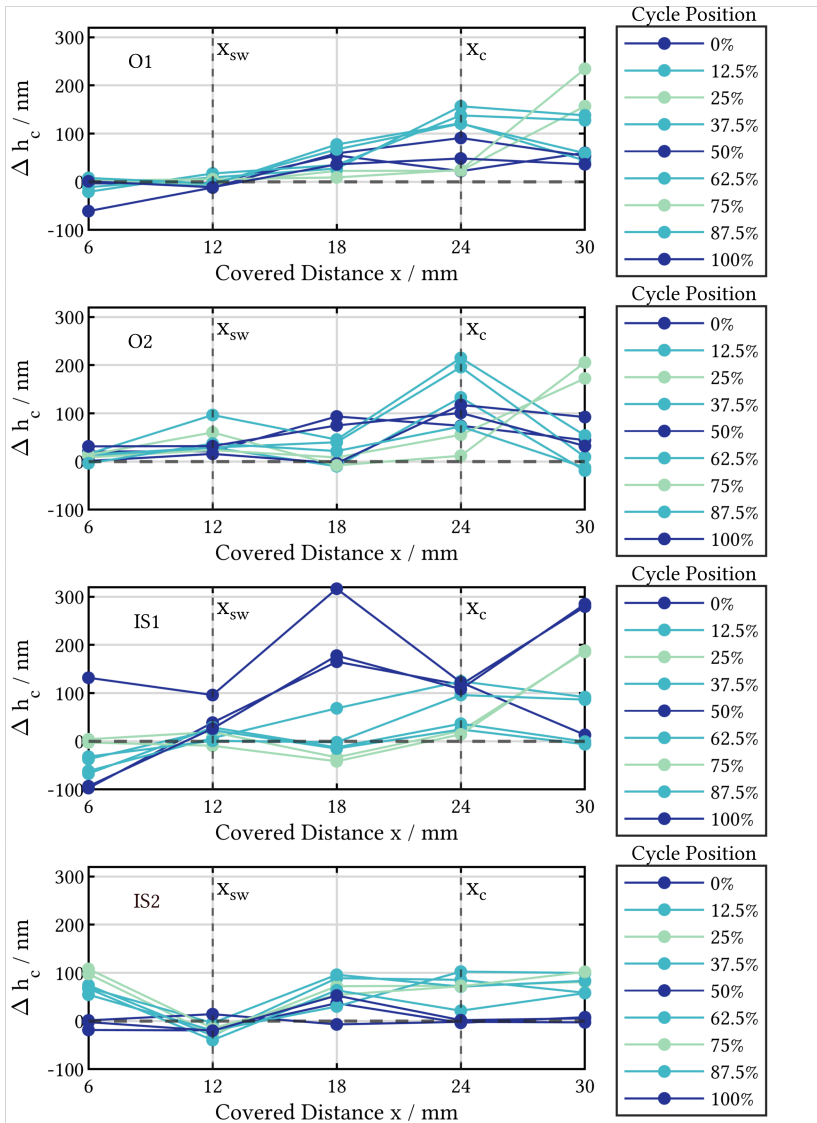 Cycle Position
300
O1
x_sw
x_c
0%
12.5%
200
25%
Δ h_c / nm
37.5%
100
50%
62.5%
0
75%
87.5%
-100
100%
6 12 18 24 30
Covered Distance x / mm
Cycle Position
300
O2
x_sw
x_c
0%
12.5%
200
25%
Δ h_c / nm
37.5%
100
50%
62.5%
0
75%
87.5%
-100
100%
6 12 18 24 30
Covered Distance x / mm
Cycle Position
300
IS1
x_sw
x_c
0%
12.5%
200
25%
Δ h_c / nm
37.5%
100
50%
62.5%
0
75%
87.5%
-100
100%
6 12 18 24 30
Covered Distance x / mm
Cycle Position
300
IS2
x_sw
x_c
0%
12.5%
200
25%
Δ h_c / nm
37.5%
100
50%
62.5%
0
75%
87.5%
-100
100%
6 12 18 24 30
Covered Distance x / mm